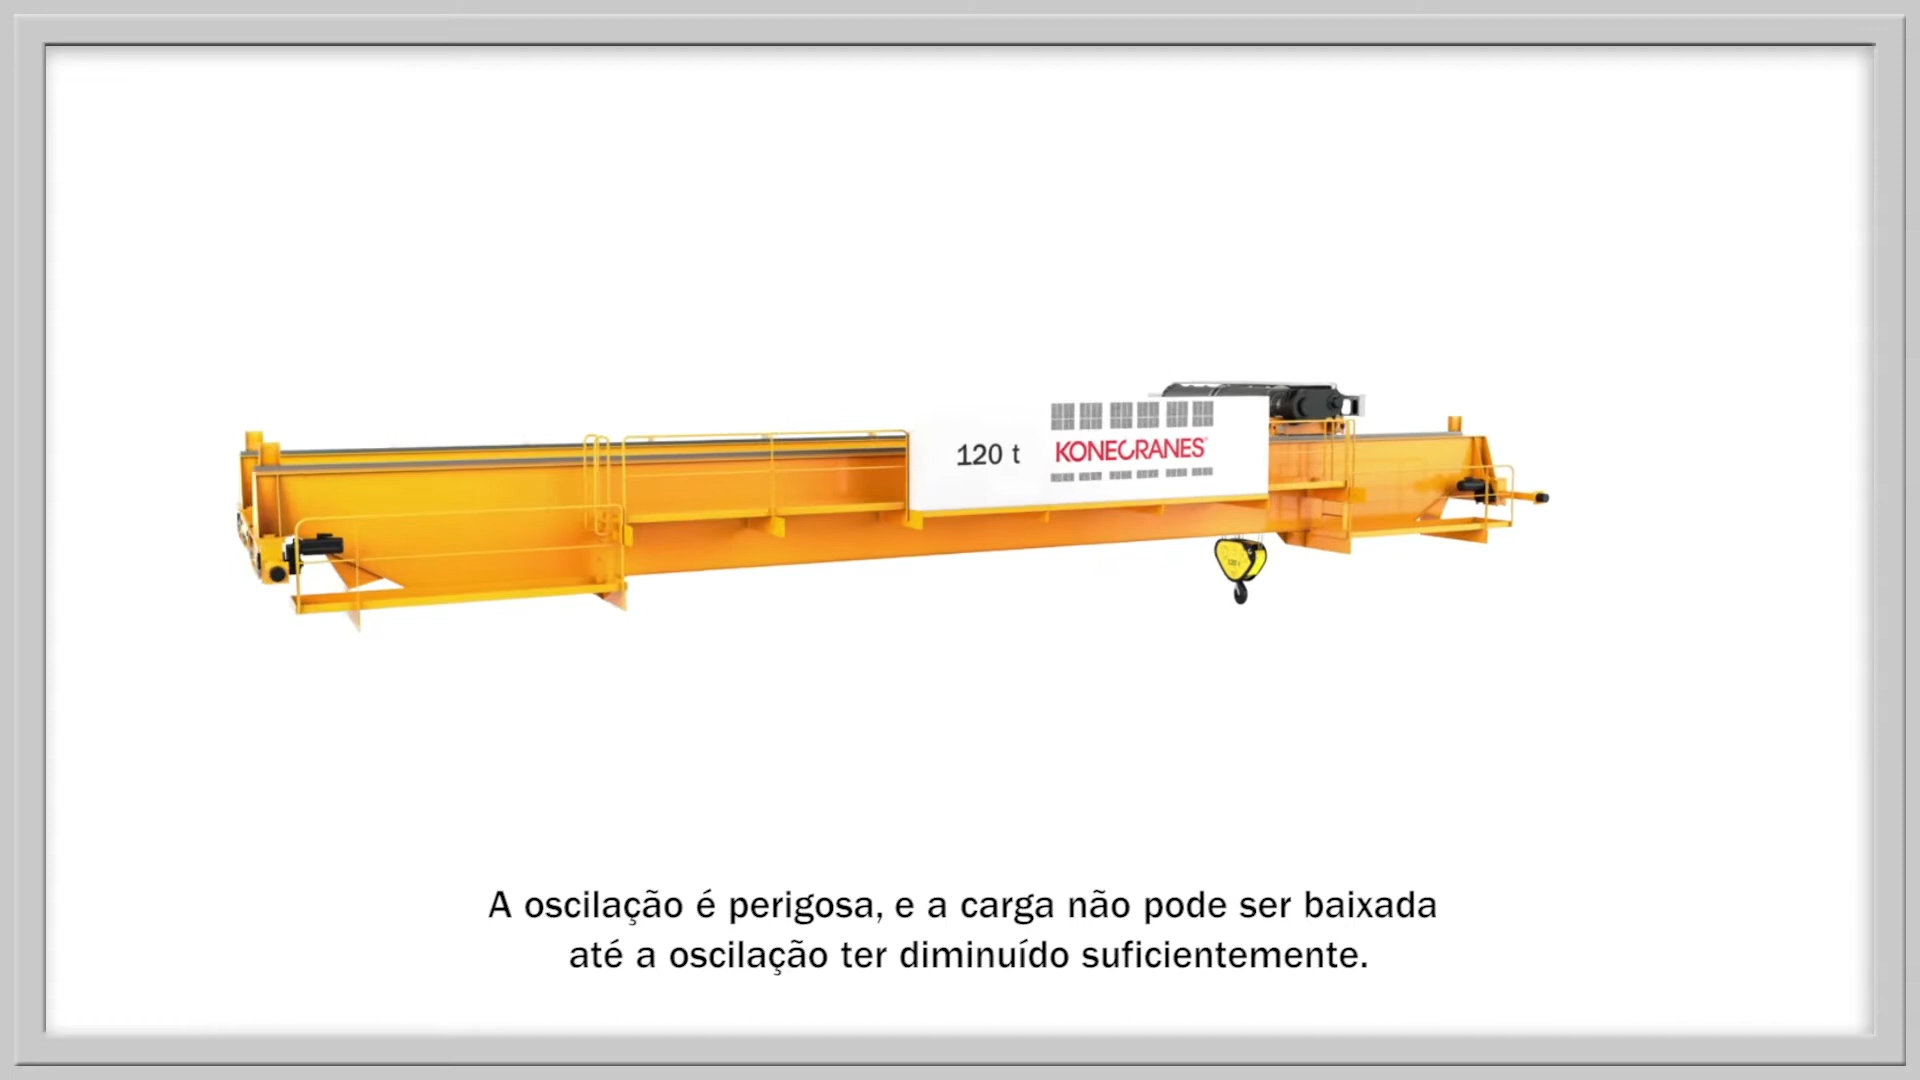 120 t
KONECRANES
A oscilação é perigosa, e a carga não pode ser baixada
até a oscilação ter diminuído suficientemente.